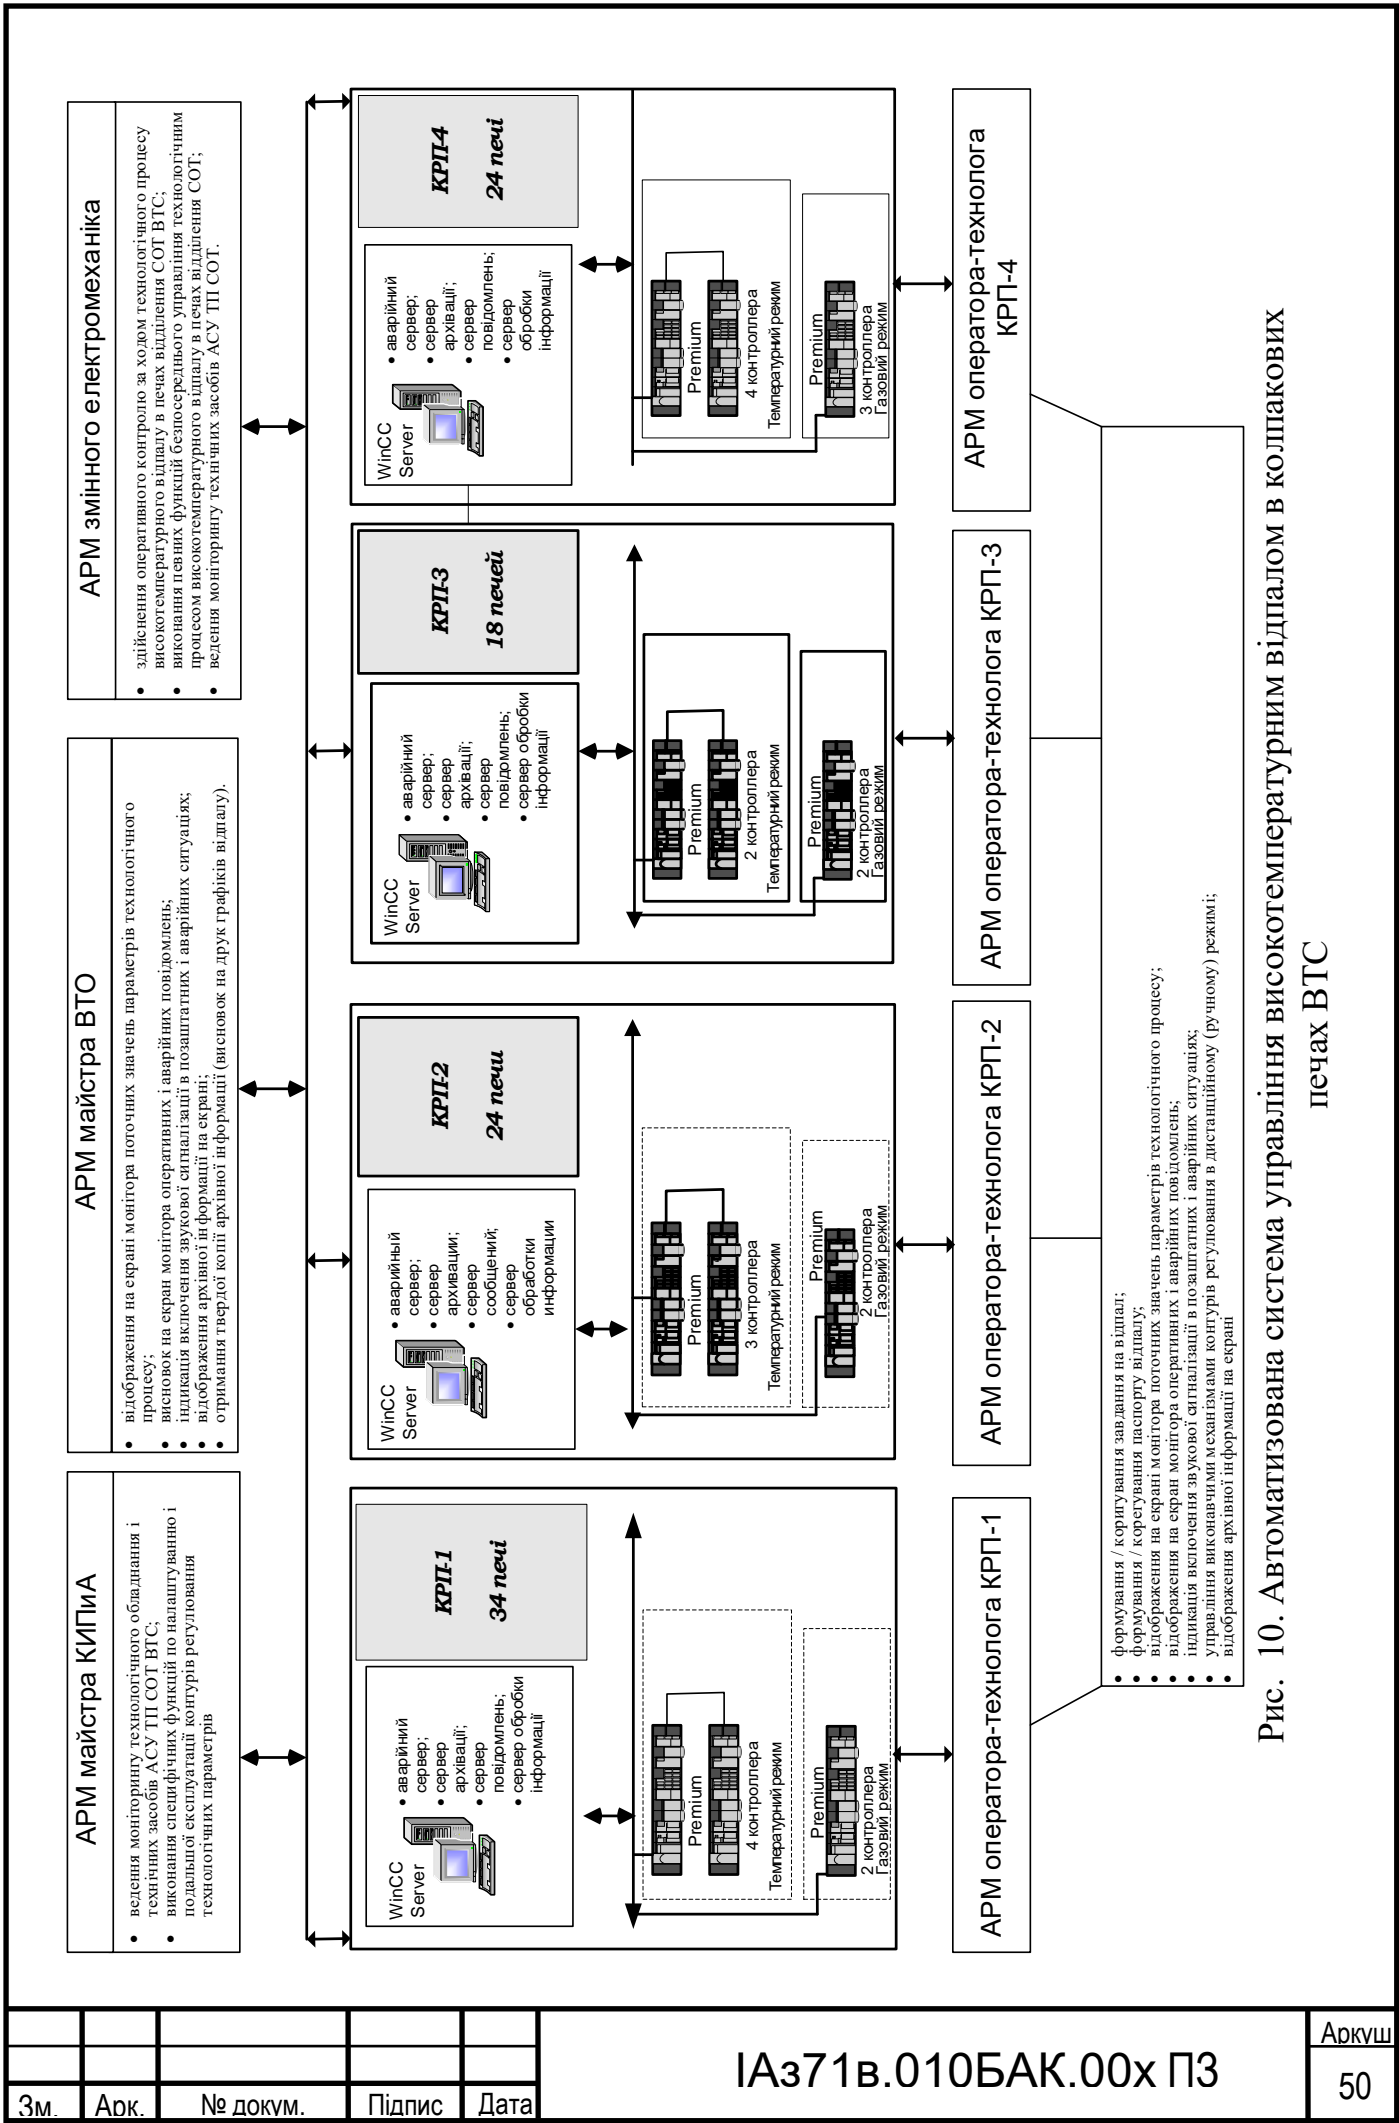 АРМ майстра КИПиА
• ведення моніторингу технологічного обладнання і
технічних засобів АСУ ТП СОТ ВТС;
• виконання специфічних функцій по налаштуванню і
подальшої експлуатації контурів регулювання
технологічних параметрів
АРМ майстра ВТО
• відображення на екрані монітора поточних значень параметрів технологічного
процесу;
• висновок на екран монітора оперативних і аварійних повідомлень;
• індикація включення звукової сигналізації в позаштатних і аварійних ситуаціях;
• відображення архівної інформації на екрані;
• отримання твердої копії архівної інформації (висновок на друк графіків відпалу).
АРМ змінного електромеханіка
• здійснення оперативного контролю за ходом технологічного процесу
високотемпературного відпалу в печах відділення СОТ ВТС;
• виконання певних функцій безпосереднього управління технологічним
процесом високотемпературного відпалу в печах відділення СОТ;
• ведення моніторингу технічних засобів АСУ ТП СОТ.
WinCC
Server
• аварійний
сервер;
• сервер
архівації;
• сервер
повідомлень;
• сервер обробки
інформації
КРП-1
34 печі
Premium
4 контроллера
Температурний режим
Premium
2 контроллера
Газовий режим
WinCC
Server
• аварийный
сервер;
• сервер
архивации;
• сервер
сообщений;
• сервер
обработки
информации
КРП-2
24 печи
Premium
3 контроллера
Температурний режим
Premium
2 контроллера
Газовий режим
WinCC
Server
• аварійний
сервер;
• сервер
архівації;
• сервер
повідомлень;
• сервер обробки
інформації
КРП-3
18 печей
Premium
2 контроллера
Температурний режим
Premium
2 контроллера
Газовий режим
WinCC
Server
• аварійний
сервер;
• сервер
архівації;
• сервер
повідомлень;
• сервер
обробки
інформації
КРП-4
24 печі
Premium
4 контроллера
Температурний режим
Premium
3 контроллера
Газовий режим
АРМ оператора-технолога КРП-1
АРМ оператора-технолога КРП-2
АРМ оператора-технолога КРП-3
АРМ оператора-технолога
КРП-4
• формування / коригування завдання на відпал;
• формування / корегування паспорту відпалу;
• відображення на екрані монітора поточних значень параметрів технологічного процесу;
• відображення на екран монітора оперативних і аварійних повідомлень;
• індикація включення звукової сигналізації в позаштатних і аварійних ситуаціях;
• управління виконавчими механізмами контурів регулювання в дистанційному (ручному) режимі;
• відображення архівної інформації на екрані
Рис. 10. Автоматизована система управління високотемпературним відпалом в колпакових
печах ВТС
Зм.
Арк.
№ докум.
Підпис
Дата
ІАз71в.010БАК.00х ПЗ
Аркуш
50